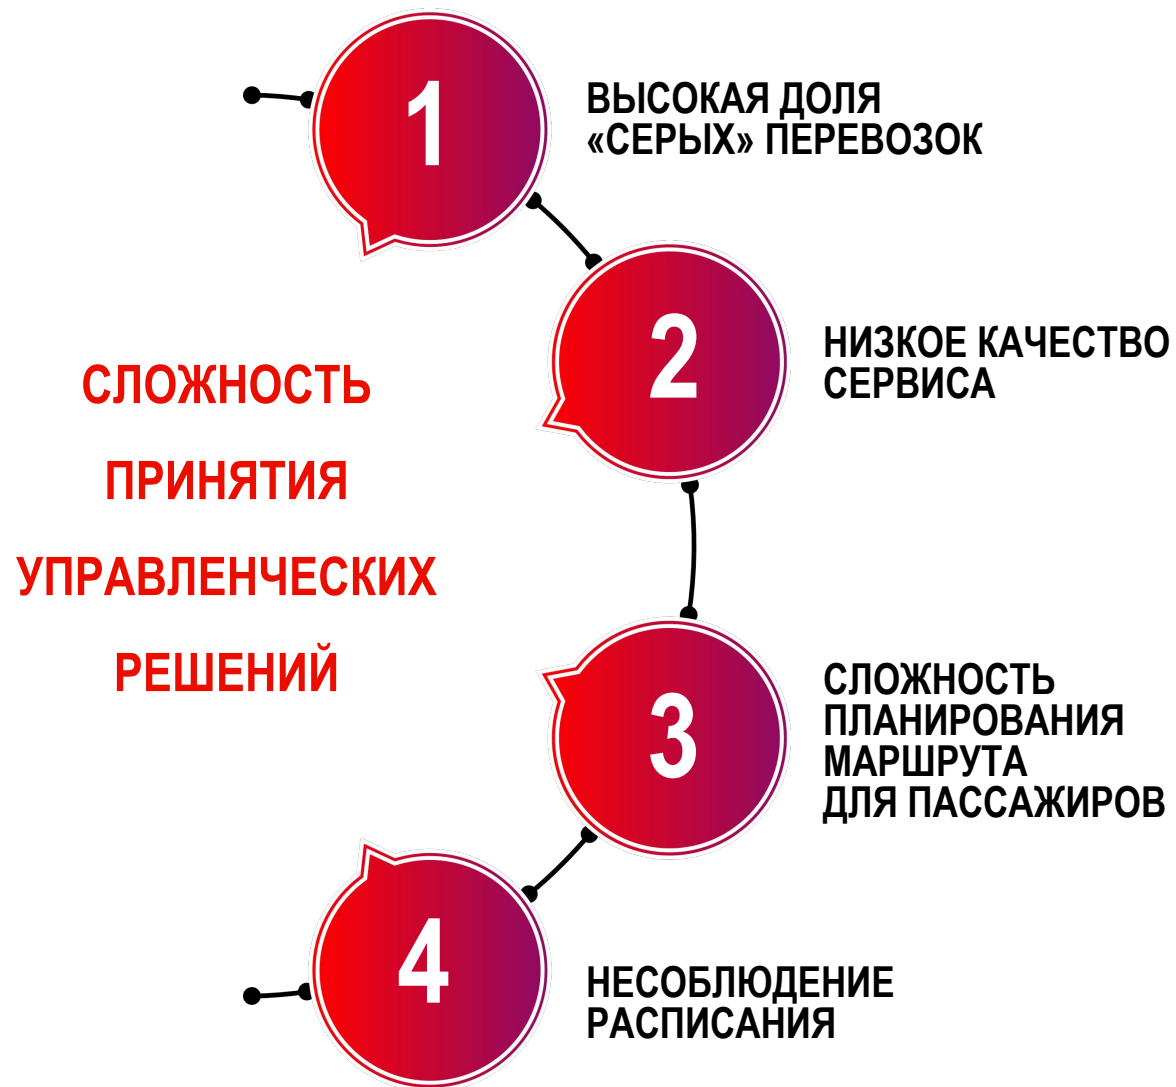 1
ВЫСОКАЯ ДОЛЯ
«СЕРЫХ» ПЕРЕВОЗОК
2
НИЗКОЕ КАЧЕСТВО
СЕРВИСА
СЛОЖНОСТЬ
ПРИНЯТИЯ
УПРАВЛЕНЧЕСКИХ
РЕШЕНИЙ
3
СЛОЖНОСТЬ
ПЛАНИРОВАНИЯ
МАРШРУТА
ДЛЯ ПАССАЖИРОВ
4
НЕСОБЛЮДЕНИЕ
РАСПИСАНИЯ